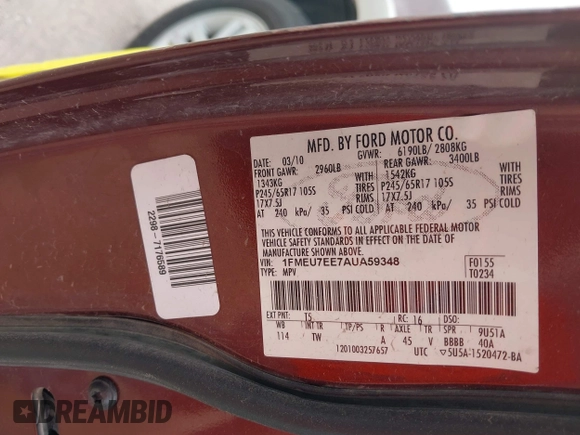 MFD. BY FORD MOTOR CO.
DATE: 03/10 GVWR: 6190LB/ 2808KG
FRONT GAWR: 2960LB REAR GAWR: 3400LB
1343KG WITH 1542KG WITH
P245/65R17 105S TIRES P245/65R17 105S TIRES
17X7.5J RIMS 17X7.5J RIMS
AT 240 kPa/ 35 PSI COLD AT 240 kPa/ 35 PSI COLD
THIS VEHICLE CONFORMS TO ALL APPLICABLE FEDERAL MOTOR
VEHICLE SAFETY STANDARDS IN EFFECT ON THE DATE OF
MANUFACTURE SHOWN ABOVE.
VIN: 1FMEU7EE7AUA59348 F0155
TYPE: MPV T0234
EXT PNT: T5 RC: 16 DSO:
WB INT TR TP/PS R AXLE TR SPR 9U5TA
114 TW A 45 V BBBB 40A
1201003257657 UTC ▽5U5A-1520472-BA
2298-7176589
SCREAMBID